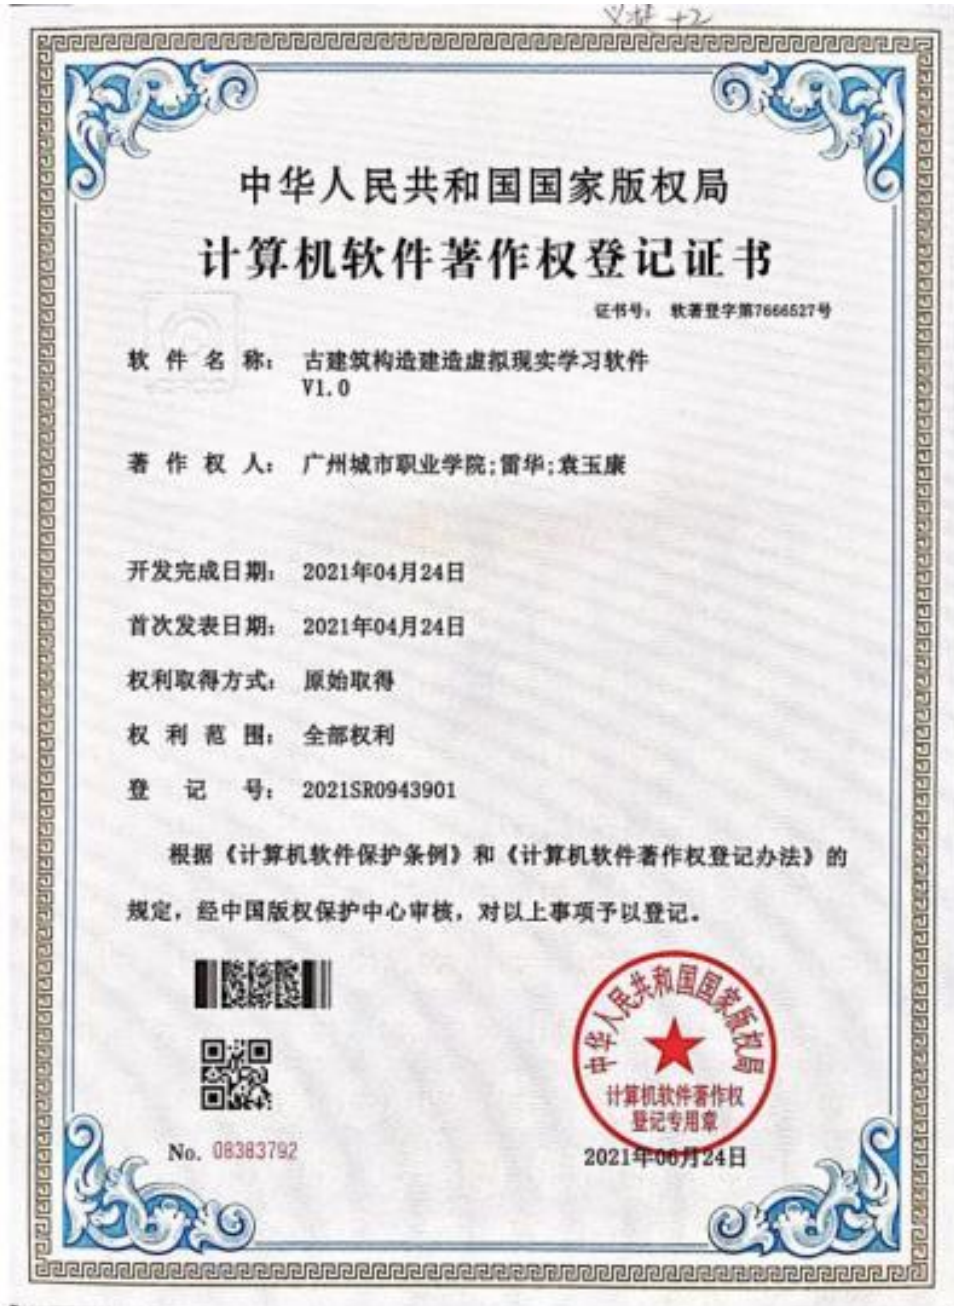 中华人民共和国国家版权局
计算机软件著作权登记证书
证书号： 软著登字第7666527号
软件名称： 古建筑构造建造虚拟现实学习软件
V1.0
著作权人： 广州城市职业学院;雷华;袁玉康
开发完成日期： 2021年04月24日
首次发表日期： 2021年04月24日
权利取得方式： 原始取得
权利范围： 全部权利
登记号： 2021SR0943901
根据《计算机软件保护条例》和《计算机软件著作权登记办法》的
规定，经中国版权保护中心审核，对以上事项予以登记。
中华人民共和国国家版权局
计算机软件著作权
登记专用章
No. 08383792
2021年06月24日